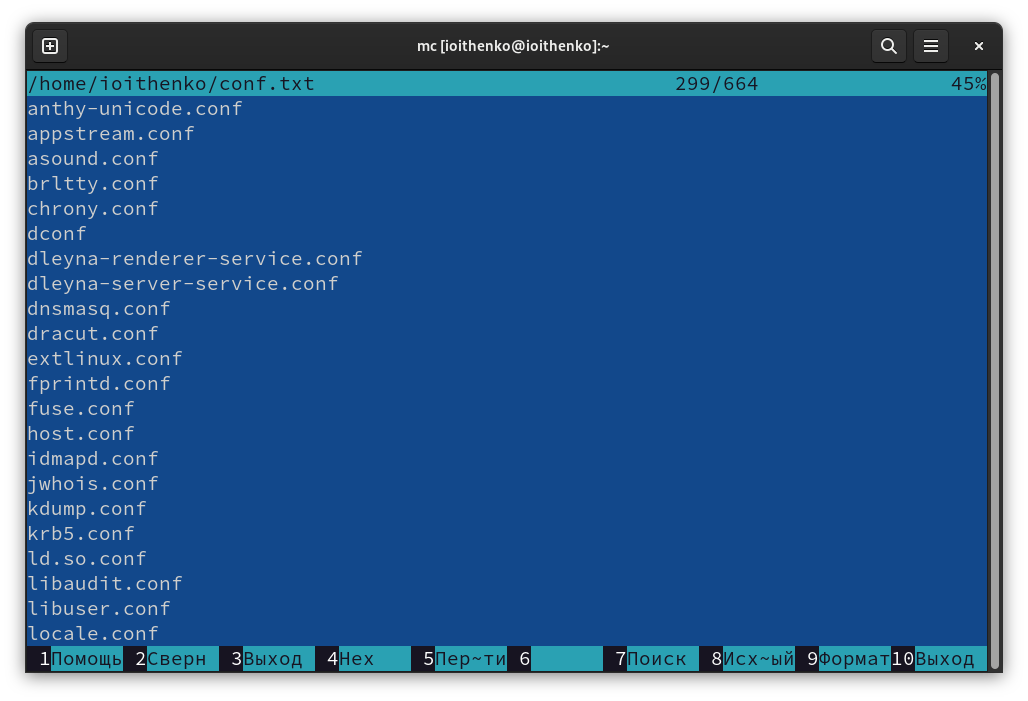 mc [ioithenko@ioithenko]:~
/home/ioithenko/conf.txt 299/664 45%
anthy-unicode.conf
appstream.conf
asound.conf
brltty.conf
chrony.conf
dconf
dleyna-renderer-service.conf
dleyna-server-service.conf
dnsmasq.conf
dracut.conf
extlinux.conf
fprintd.conf
fuse.conf
host.conf
idmapd.conf
jwhois.conf
kdump.conf
krb5.conf
ld.so.conf
libaudit.conf
libuser.conf
locale.conf
1Помощь 2Сверн 3Выход 4Hex 5Пер~ти 6 7Поиск 8Исх~ый 9Формат10Выход